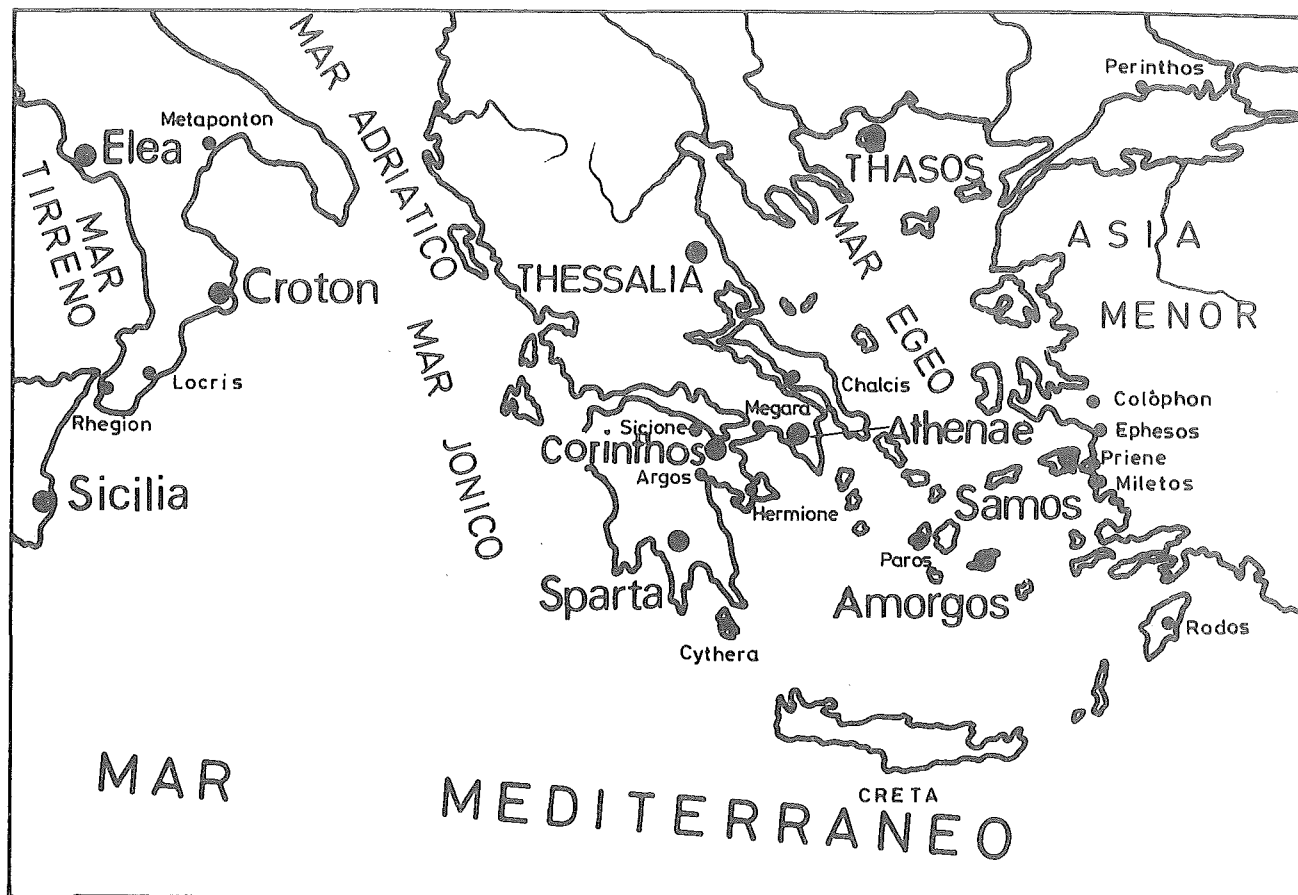 MAR ADRIATICO
Perinthos
Metaponton
Elea
THASOS
MAR TIRRENO
MAR EGEO
ASIA MENOR
THESSALIA
Croton
MAR JONICO
Locris
Rhegion
Chalcis
Colòphon
Megara
Sicione
Athenae
Ephesos
Corinthos
Priene
Argos
Miletos
Sicilia
Samos
Hermione
Paros
Sparta
Amorgos
Rodos
Cythera
CRETA
MAR MEDITERRANEO